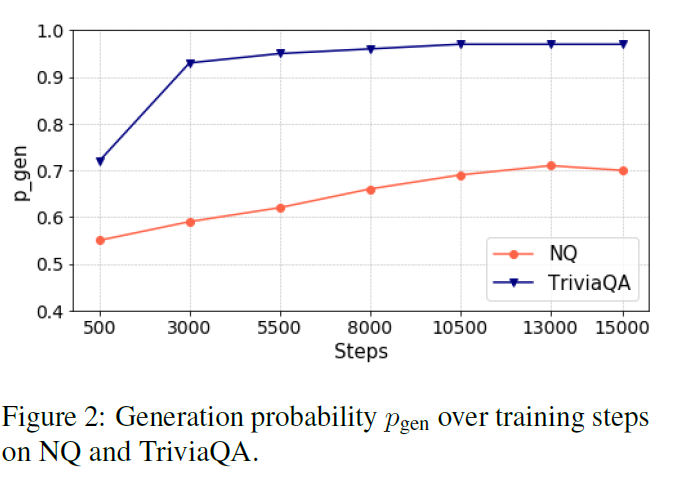 1.0
0.9
0.8
0.7
0.6
0.5
0.4
p_gen
NQ
TriviaQA
500 3000 5500 8000 10500 13000 15000
Steps
Figure 2: Generation probability p_gen over training steps
on NQ and TriviaQA.